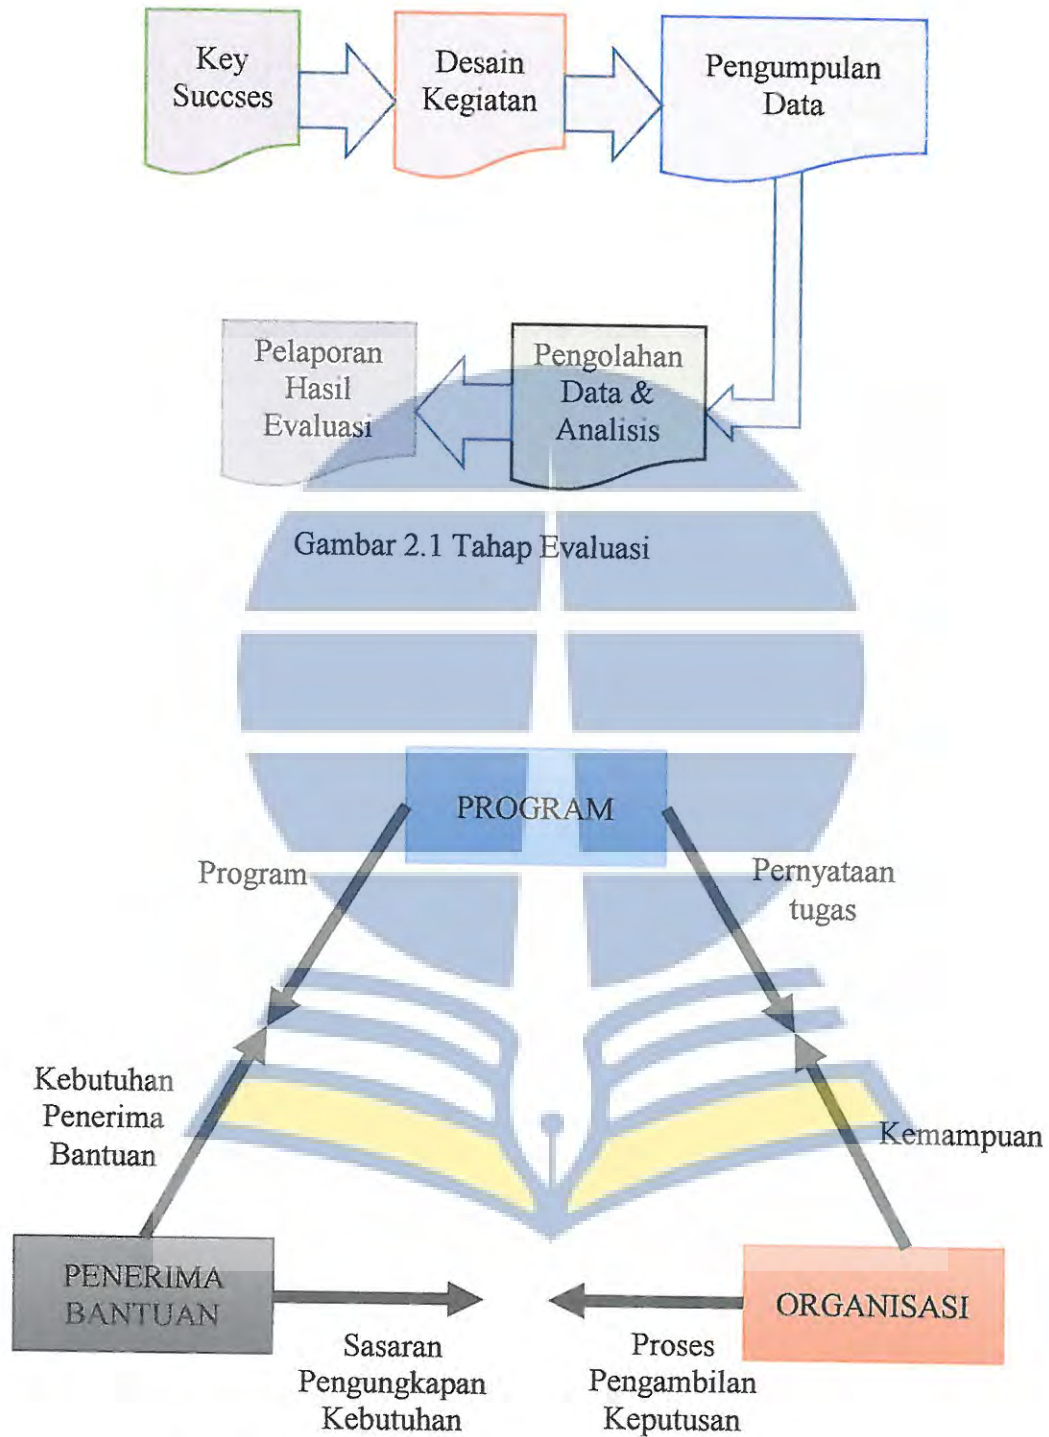 Key
Succses
Desain
Kegiatan
Pengumpulan
Data
Pelaporan
Hasil
Evaluasi
Pengolahan
Data &
Analisis
Gambar 2.1 Tahap Evaluasi
PROGRAM
Program
Pernyataan
tugas
Kebutuhan
Penerima
Bantuan
Kemampuan
PENERIMA
BANTUAN
ORGANISASI
Sasaran
Pengungkapan
Kebutuhan
Proses
Pengambilan
Keputusan